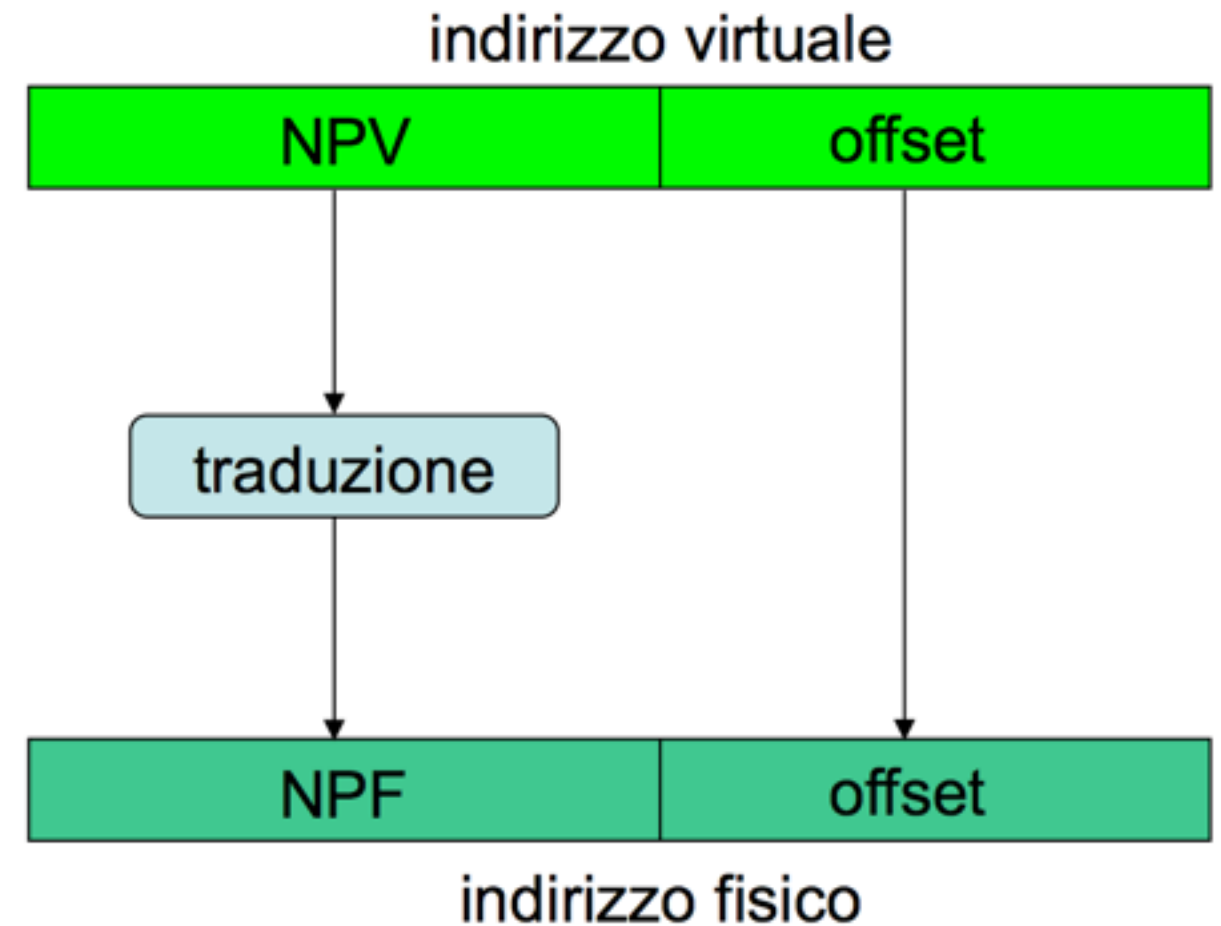 indirizzo virtuale
NPV offset
traduzione
NPF offset
indirizzo fisico